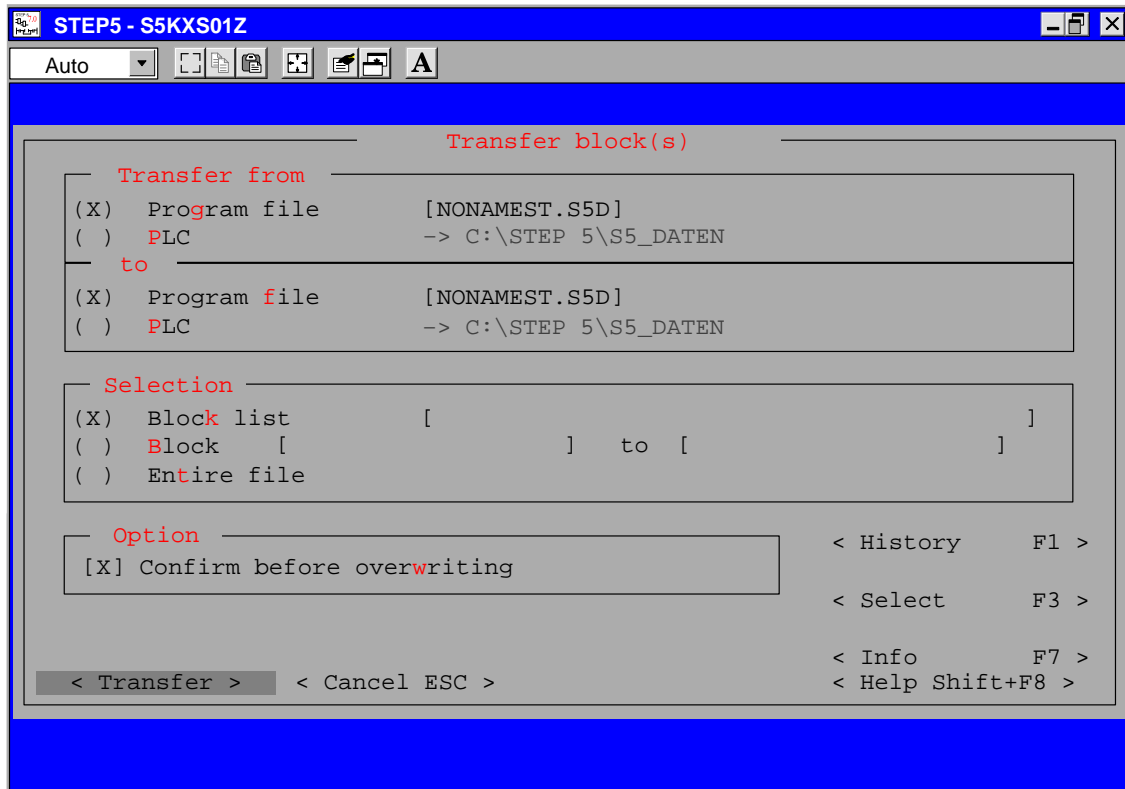 STEP5 - S5KXS01Z
Auto
A
Transfer block(s)
Transfer from
(X) Program file [NONAMEST.S5D]
( ) PLC -> C:\STEP 5\S5_DATEN
to
(X) Program file [NONAMEST.S5D]
( ) PLC -> C:\STEP 5\S5_DATEN
Selection
(X) Block list [ ]
( ) Block [ ] to [ ]
( ) Entire file
Option
[X] Confirm before overwriting
< History F1 >
< Select F3 >
< Info F7 >
< Transfer > < Cancel ESC > < Help Shift+F8 >